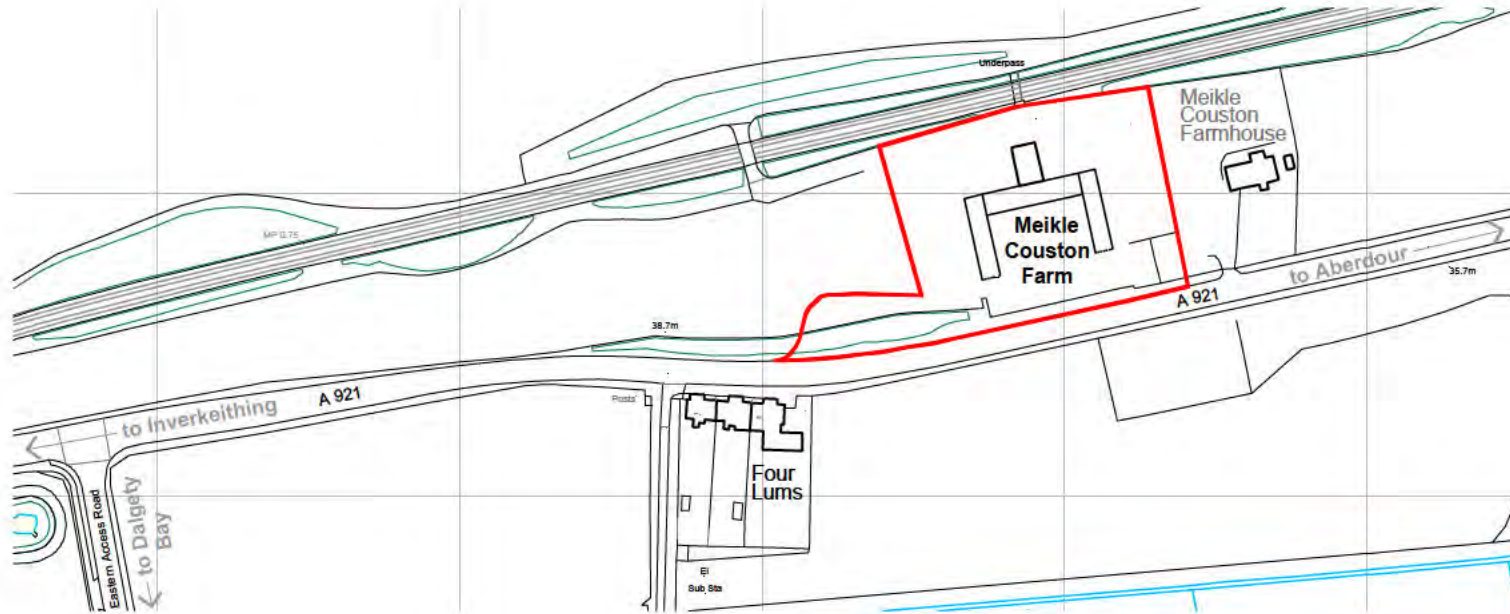 Underpass
Meikle
Couston
Farmhouse
MP 12.75
Meikle
Couston
Farm
to Aberdour
35.7m
A 921
38.7m
A 921
to Inverkeithing
Posts
Four
Lums
Eastern Access Road
to Dalgety
Bay
El
Sub Sta